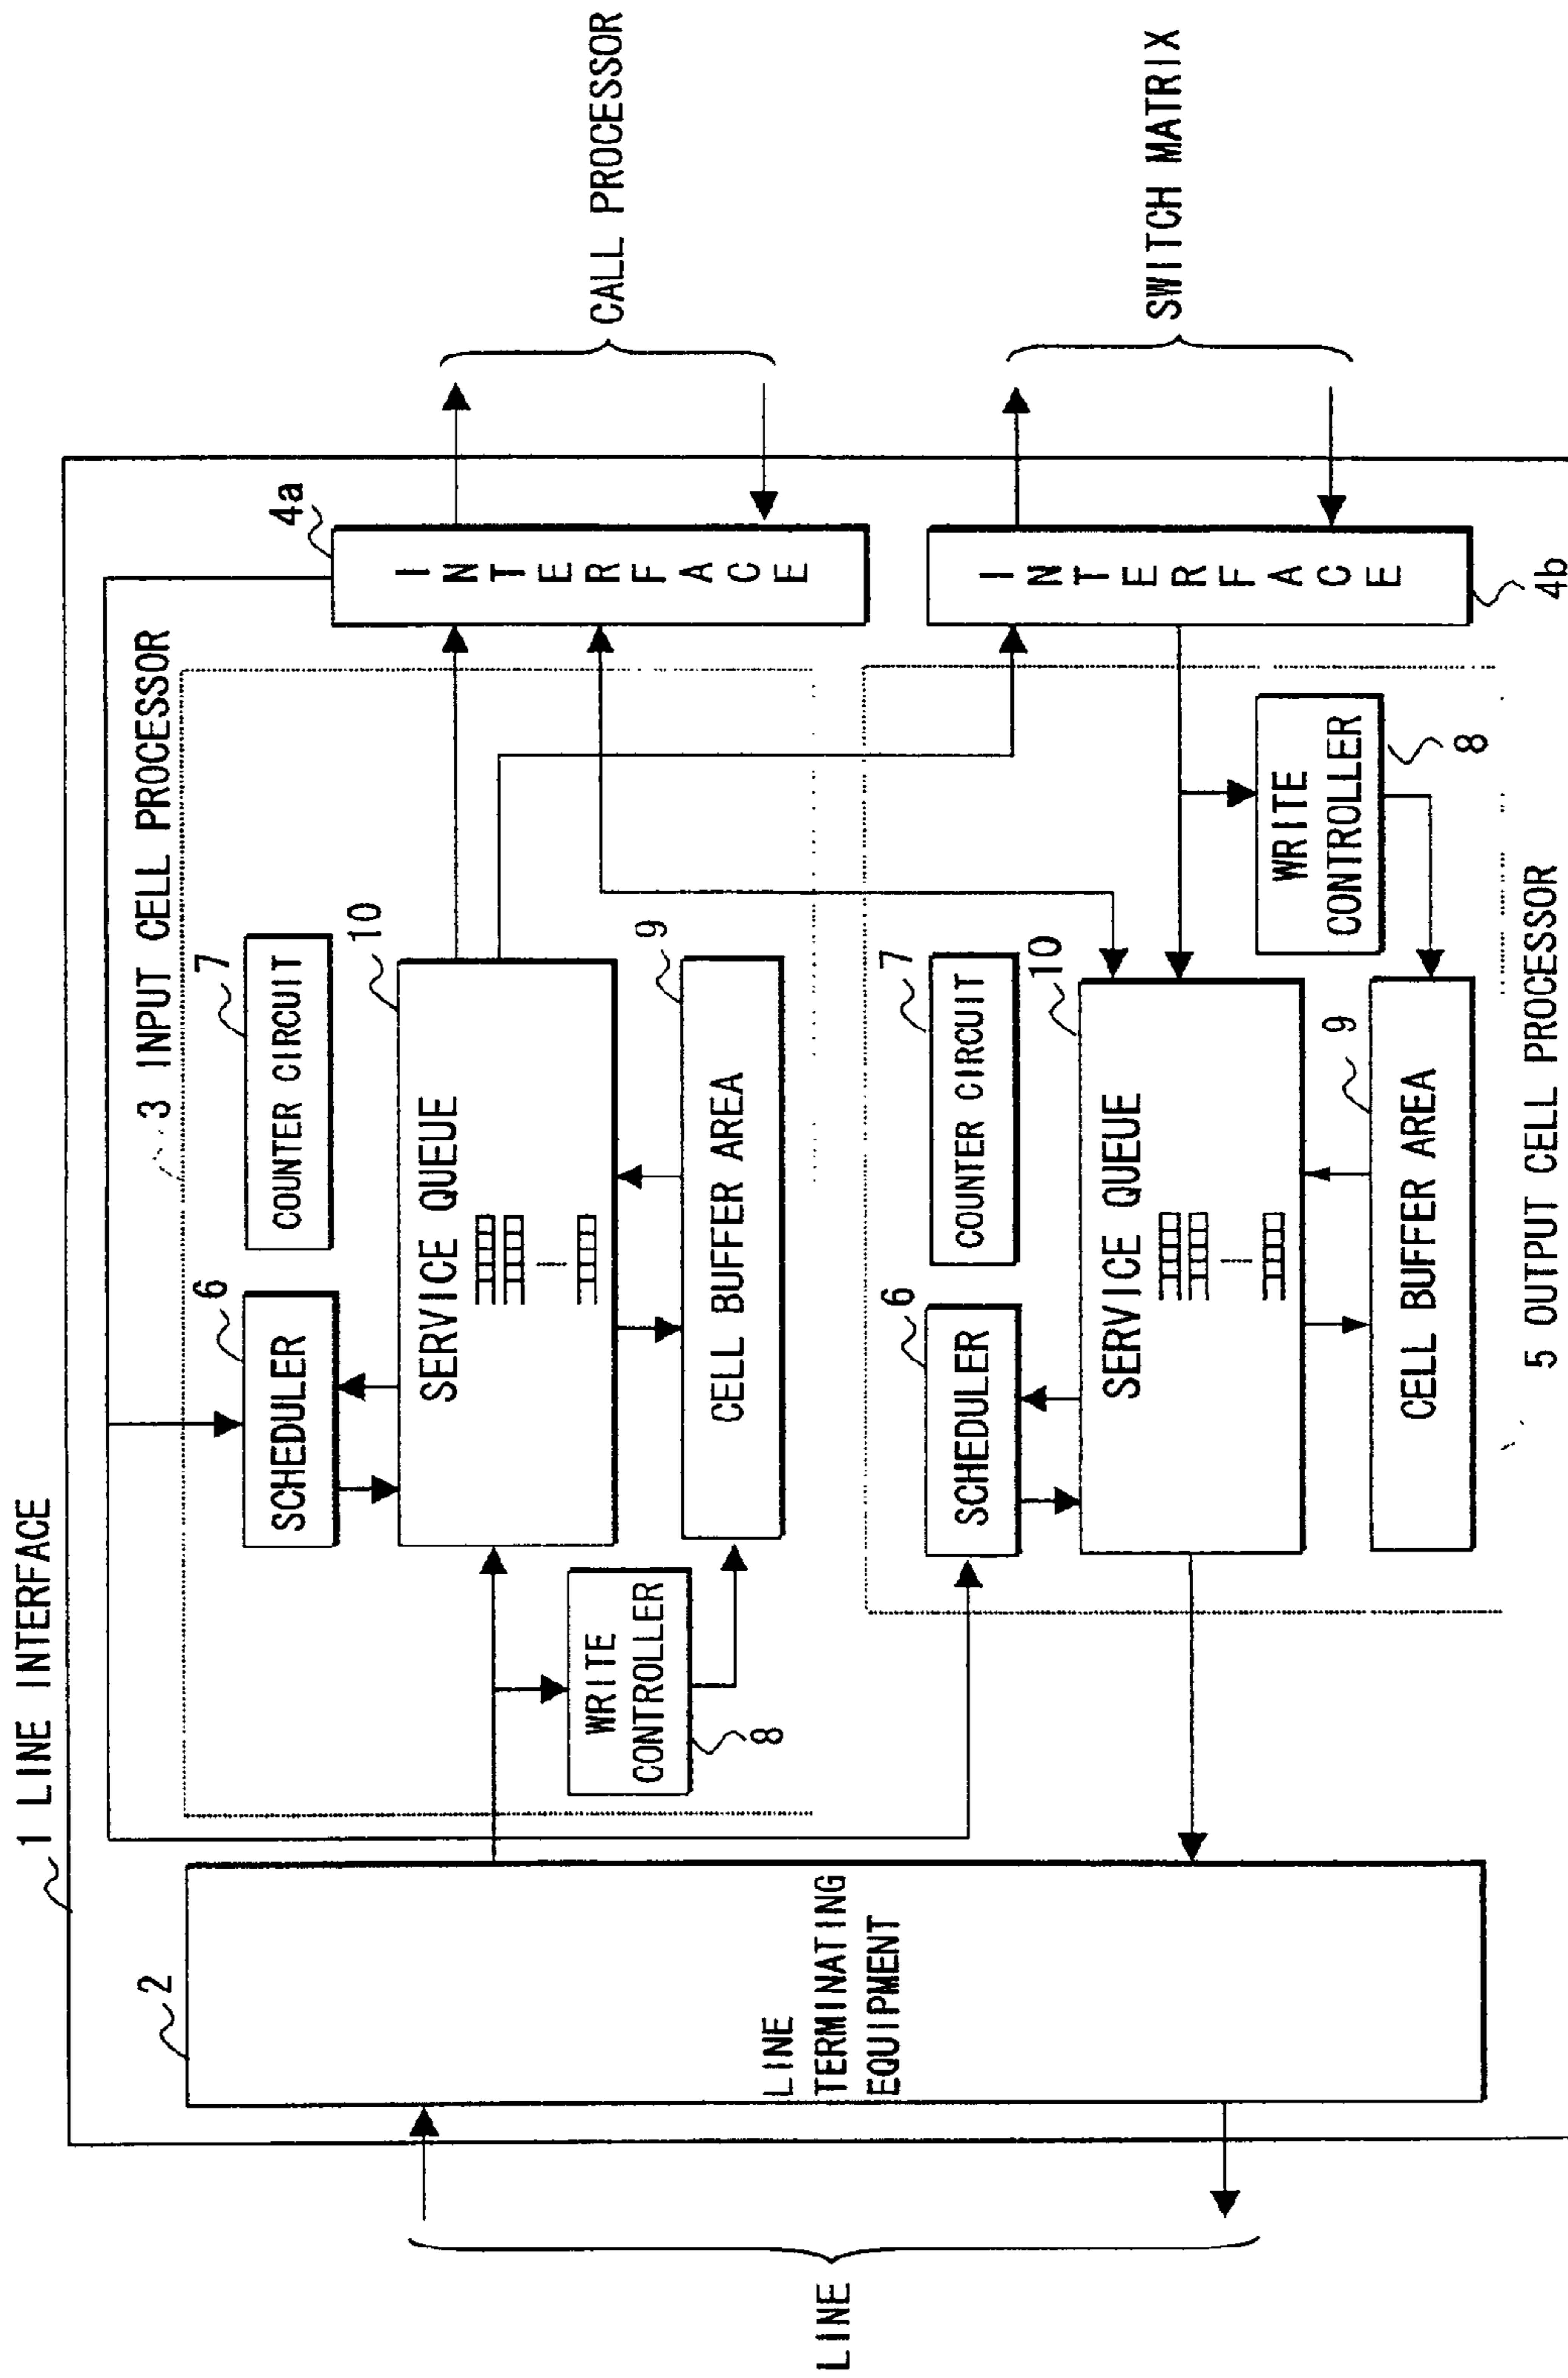 1 LINE INTERFACE
2
LINE
TERMINATING
EQUIPMENT
LINE
3 INPUT CELL PROCESSOR
6
SCHEDULER
7
COUNTER CIRCUIT
10
SERVICE QUEUE
9
CELL BUFFER AREA
WRITE
CONTROLLER
8
4a
INTERFACE
CALL PROCESSOR
6
SCHEDULER
7
COUNTER CIRCUIT
10
SERVICE QUEUE
9
CELL BUFFER AREA
WRITE
CONTROLLER
8
5 OUTPUT CELL PROCESSOR
INTERFACE
4b
SWITCH MATRIX